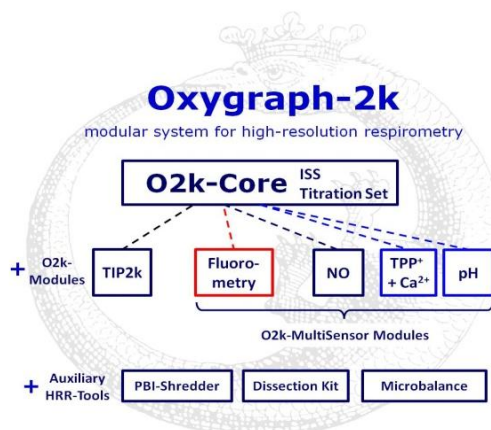 Oxygraph-2k
modular system for high-resolution respirometry
O2k-Core ISS
Titration Set
+ O2k-
Modules
TIP2k
Fluoro-
metry
NO
TPP+
+ Ca2+
pH
O2k-MultiSensor Modules
+ Auxiliary
HRR-Tools
PBI-Shredder
Dissection Kit
Microbalance